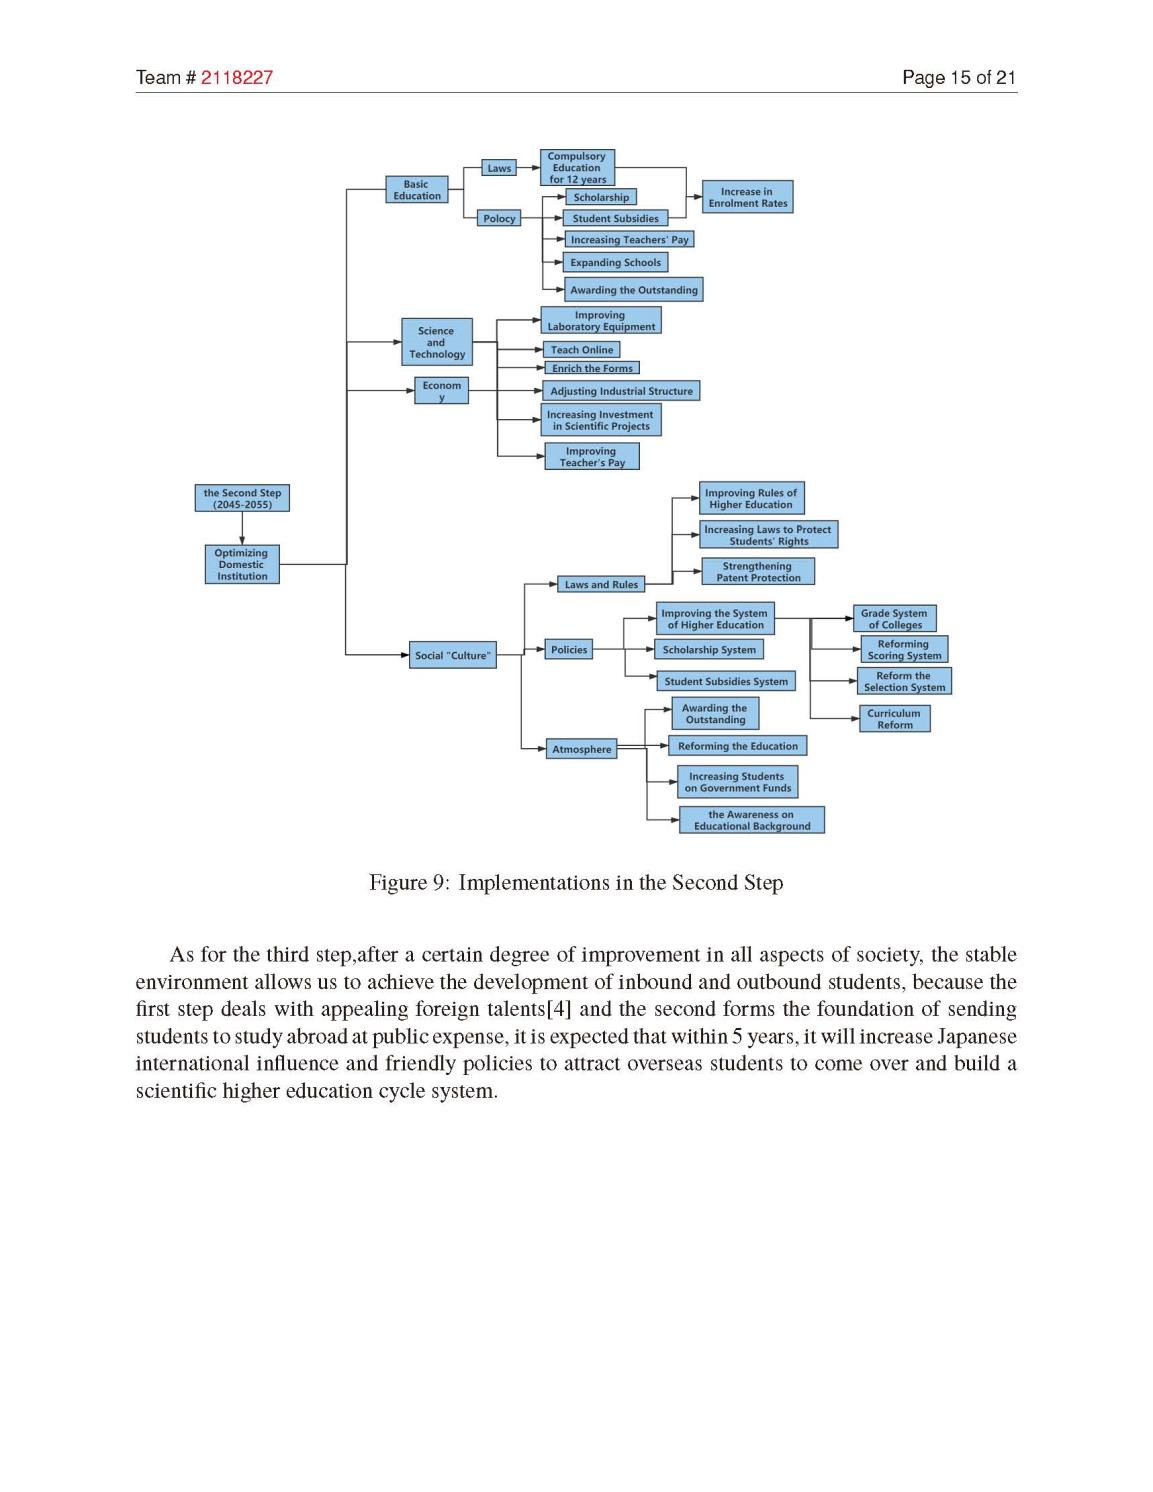 Team # 2118227
Page 15 of 21
Compulsory
Education
for 12 years
Laws
Basic
Education
Increase in
Enrolment Rates
Scholarship
Polocy
Student Subsidies
Increasing Teachers' Pay
Expanding Schools
Awarding the Outstanding
Improving
Laboratory Equipment
Science
and
Technology
Teach Online
Enrich the Forms
Econom
y
Adjusting Industrial Structure
Increasing Investment
in Scientific Projects
Improving
Teacher's Pay
the Second Step
(2045-2055)
Optimizing
Domestic
Institution
Improving Rules of
Higher Education
Increasing Laws to Protect
Students' Rights
Strengthening
Patent Protection
Laws and Rules
Improving the System
of Higher Education
Grade System
of Colleges
Social "Culture"
Policies
Scholarship System
Reforming
Scoring System
Student Subsidies System
Reform the
Selection System
Curriculum
Reform
Awarding the
Outstanding
Atmosphere
Reforming the Education
Increasing Students
on Government Funds
the Awareness on
Educational Background
Figure 9: Implementations in the Second Step
As for the third step,after a certain degree of improvement in all aspects of society, the stable
environment allows us to achieve the development of inbound and outbound students, because the
first step deals with appealing foreign talents[4] and the second forms the foundation of sending
students to study abroad at public expense, it is expected that within 5 years, it will increase Japanese
international influence and friendly policies to attract overseas students to come over and build a
scientific higher education cycle system.